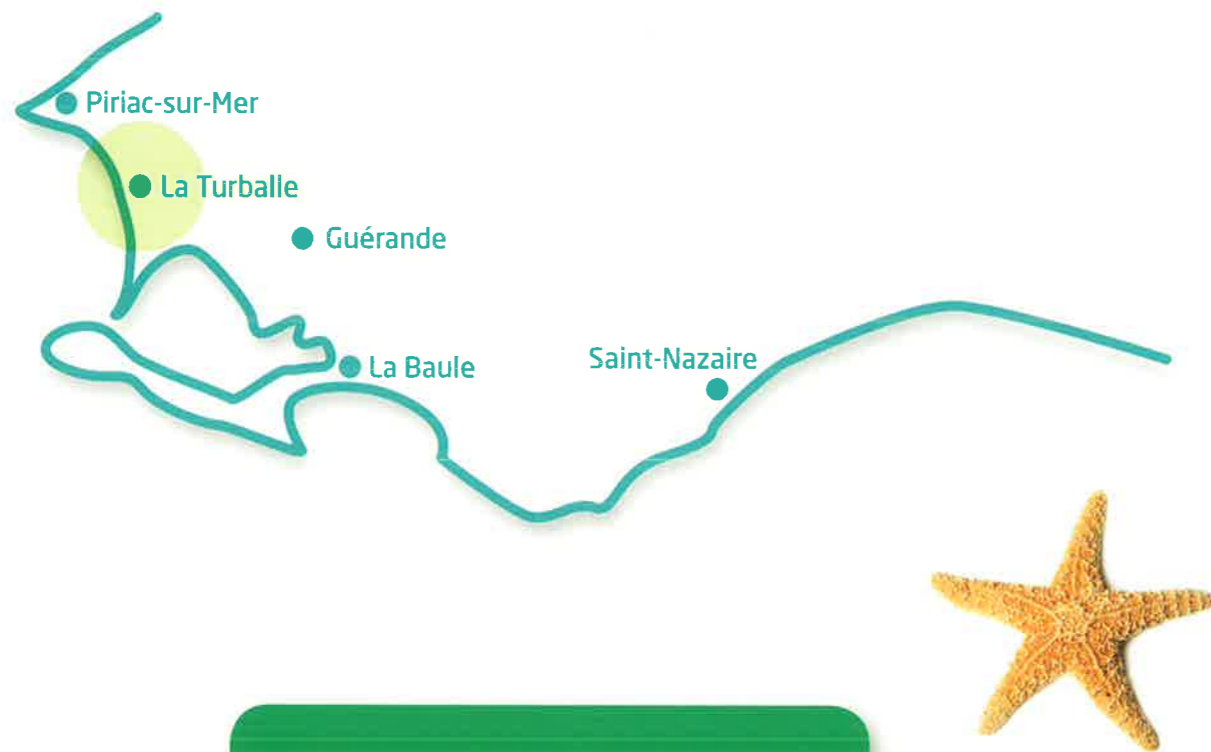 Piriac-sur-Mer
La Turballe
Guérande
La Baule
Saint-Nazaire